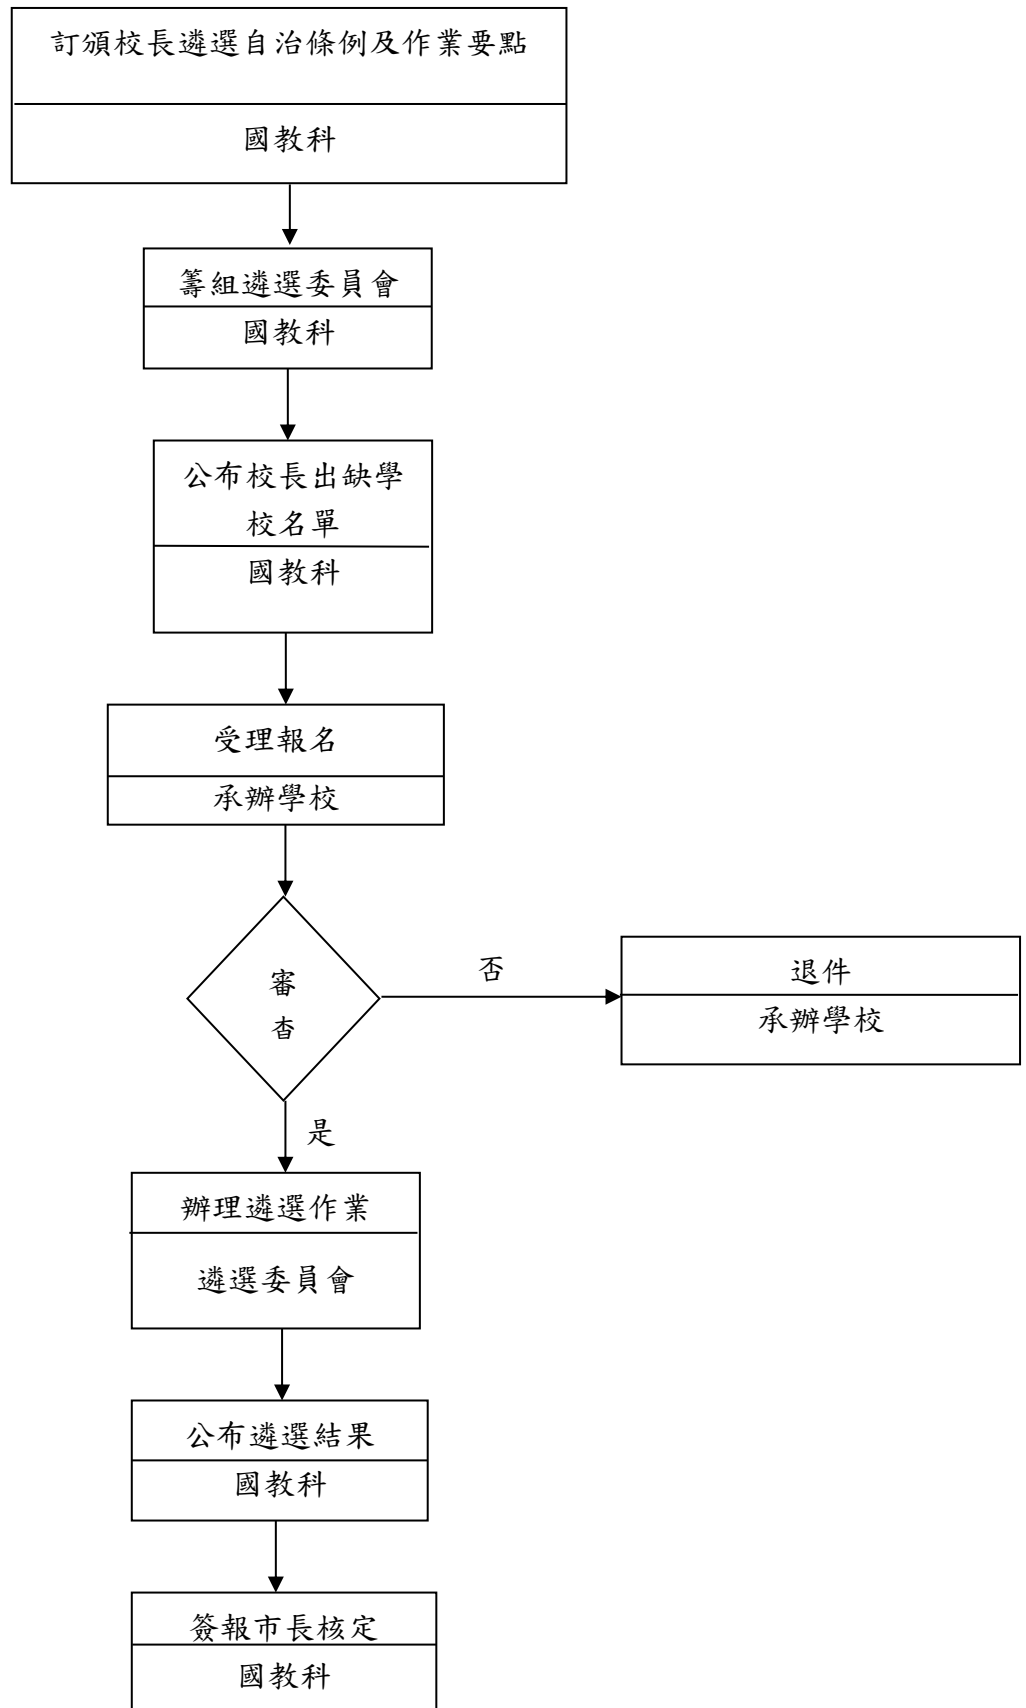 訂頒校長遴選自治條例及作業要點
國教科
籌組遴選委員會
國教科
公布校長出缺學
校名單
國教科
受理報名
承辦學校
審
查
否
退件
承辦學校
是
辦理遴選作業
遴選委員會
公布遴選結果
國教科
簽報市長核定
國教科